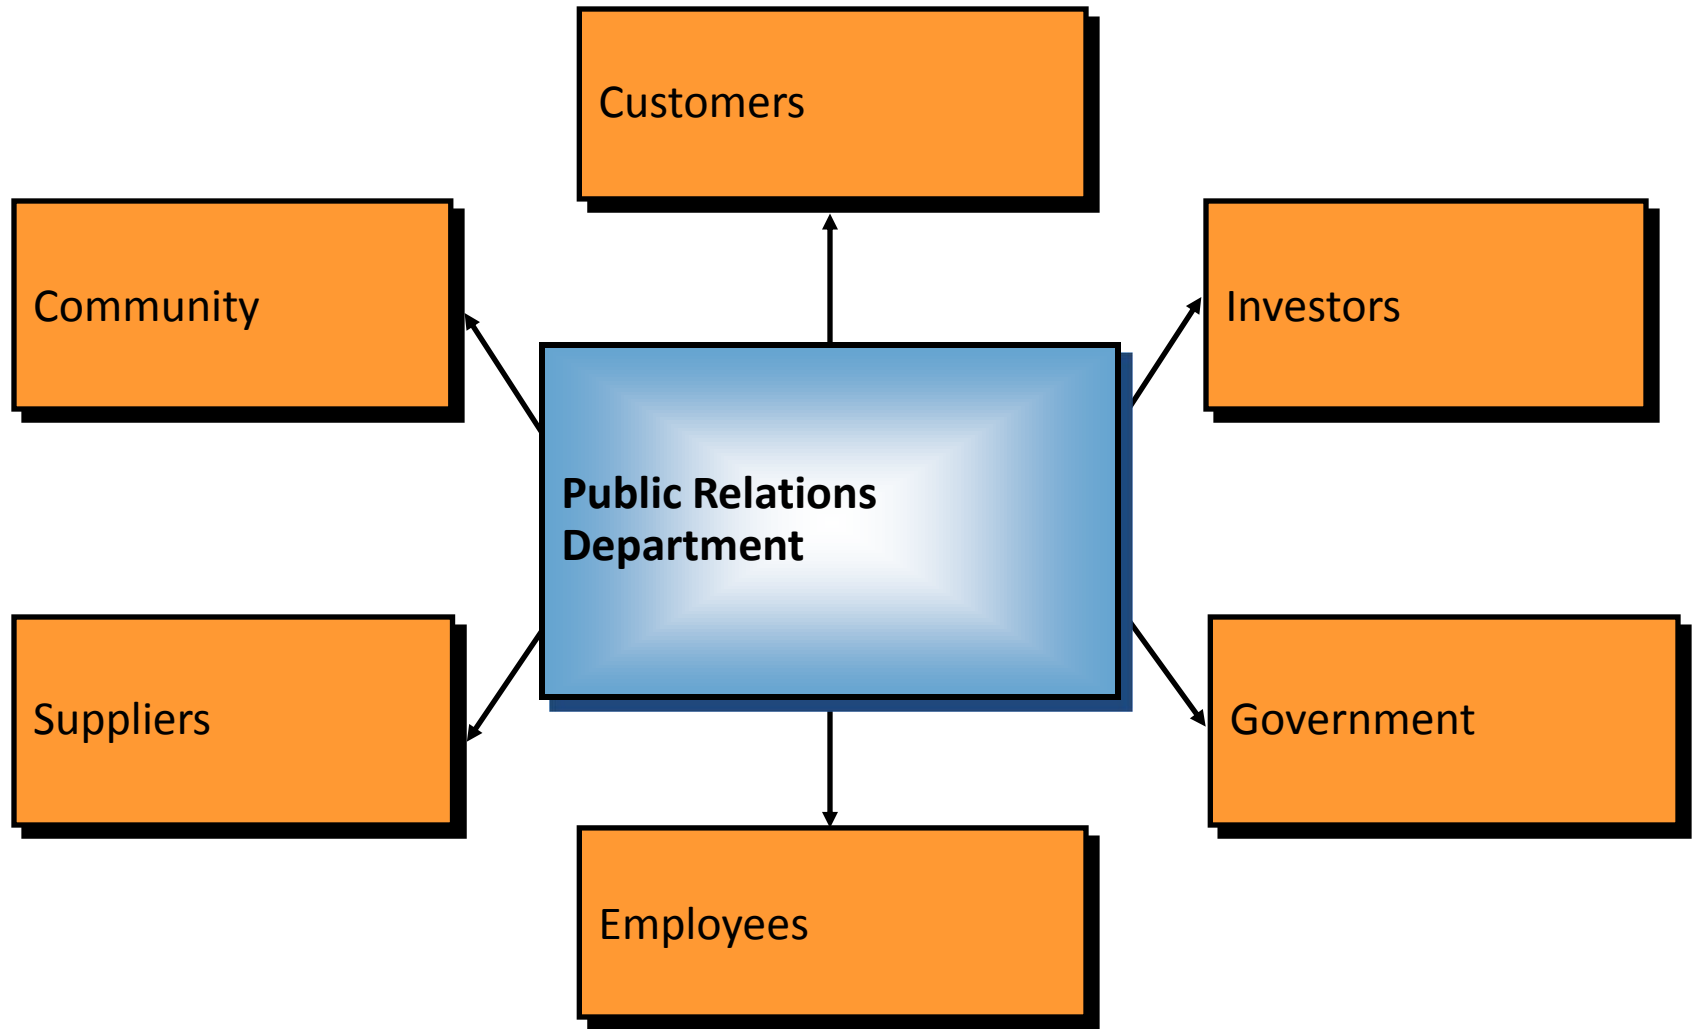 Customers
Community
Investors
Public Relations
Department
Suppliers
Government
Employees